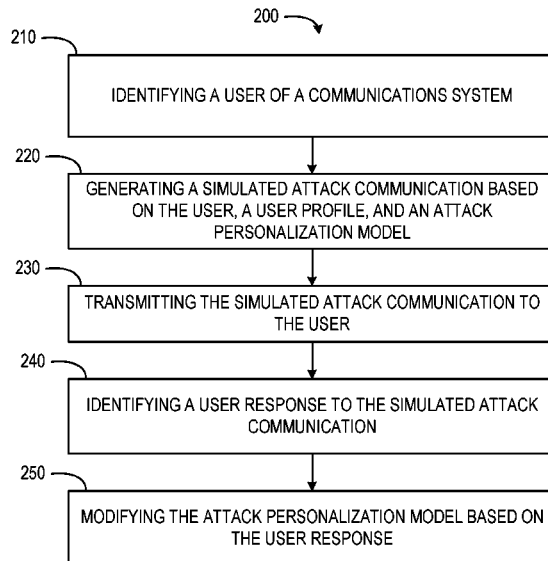 200
210
IDENTIFYING A USER OF A COMMUNICATIONS SYSTEM
220
GENERATING A SIMULATED ATTACK COMMUNICATION BASED
ON THE USER, A USER PROFILE, AND AN ATTACK
PERSONALIZATION MODEL
230
TRANSMITTING THE SIMULATED ATTACK COMMUNICATION TO
THE USER
240
IDENTIFYING A USER RESPONSE TO THE SIMULATED ATTACK
COMMUNICATION
250
MODIFYING THE ATTACK PERSONALIZATION MODEL BASED ON
THE USER RESPONSE